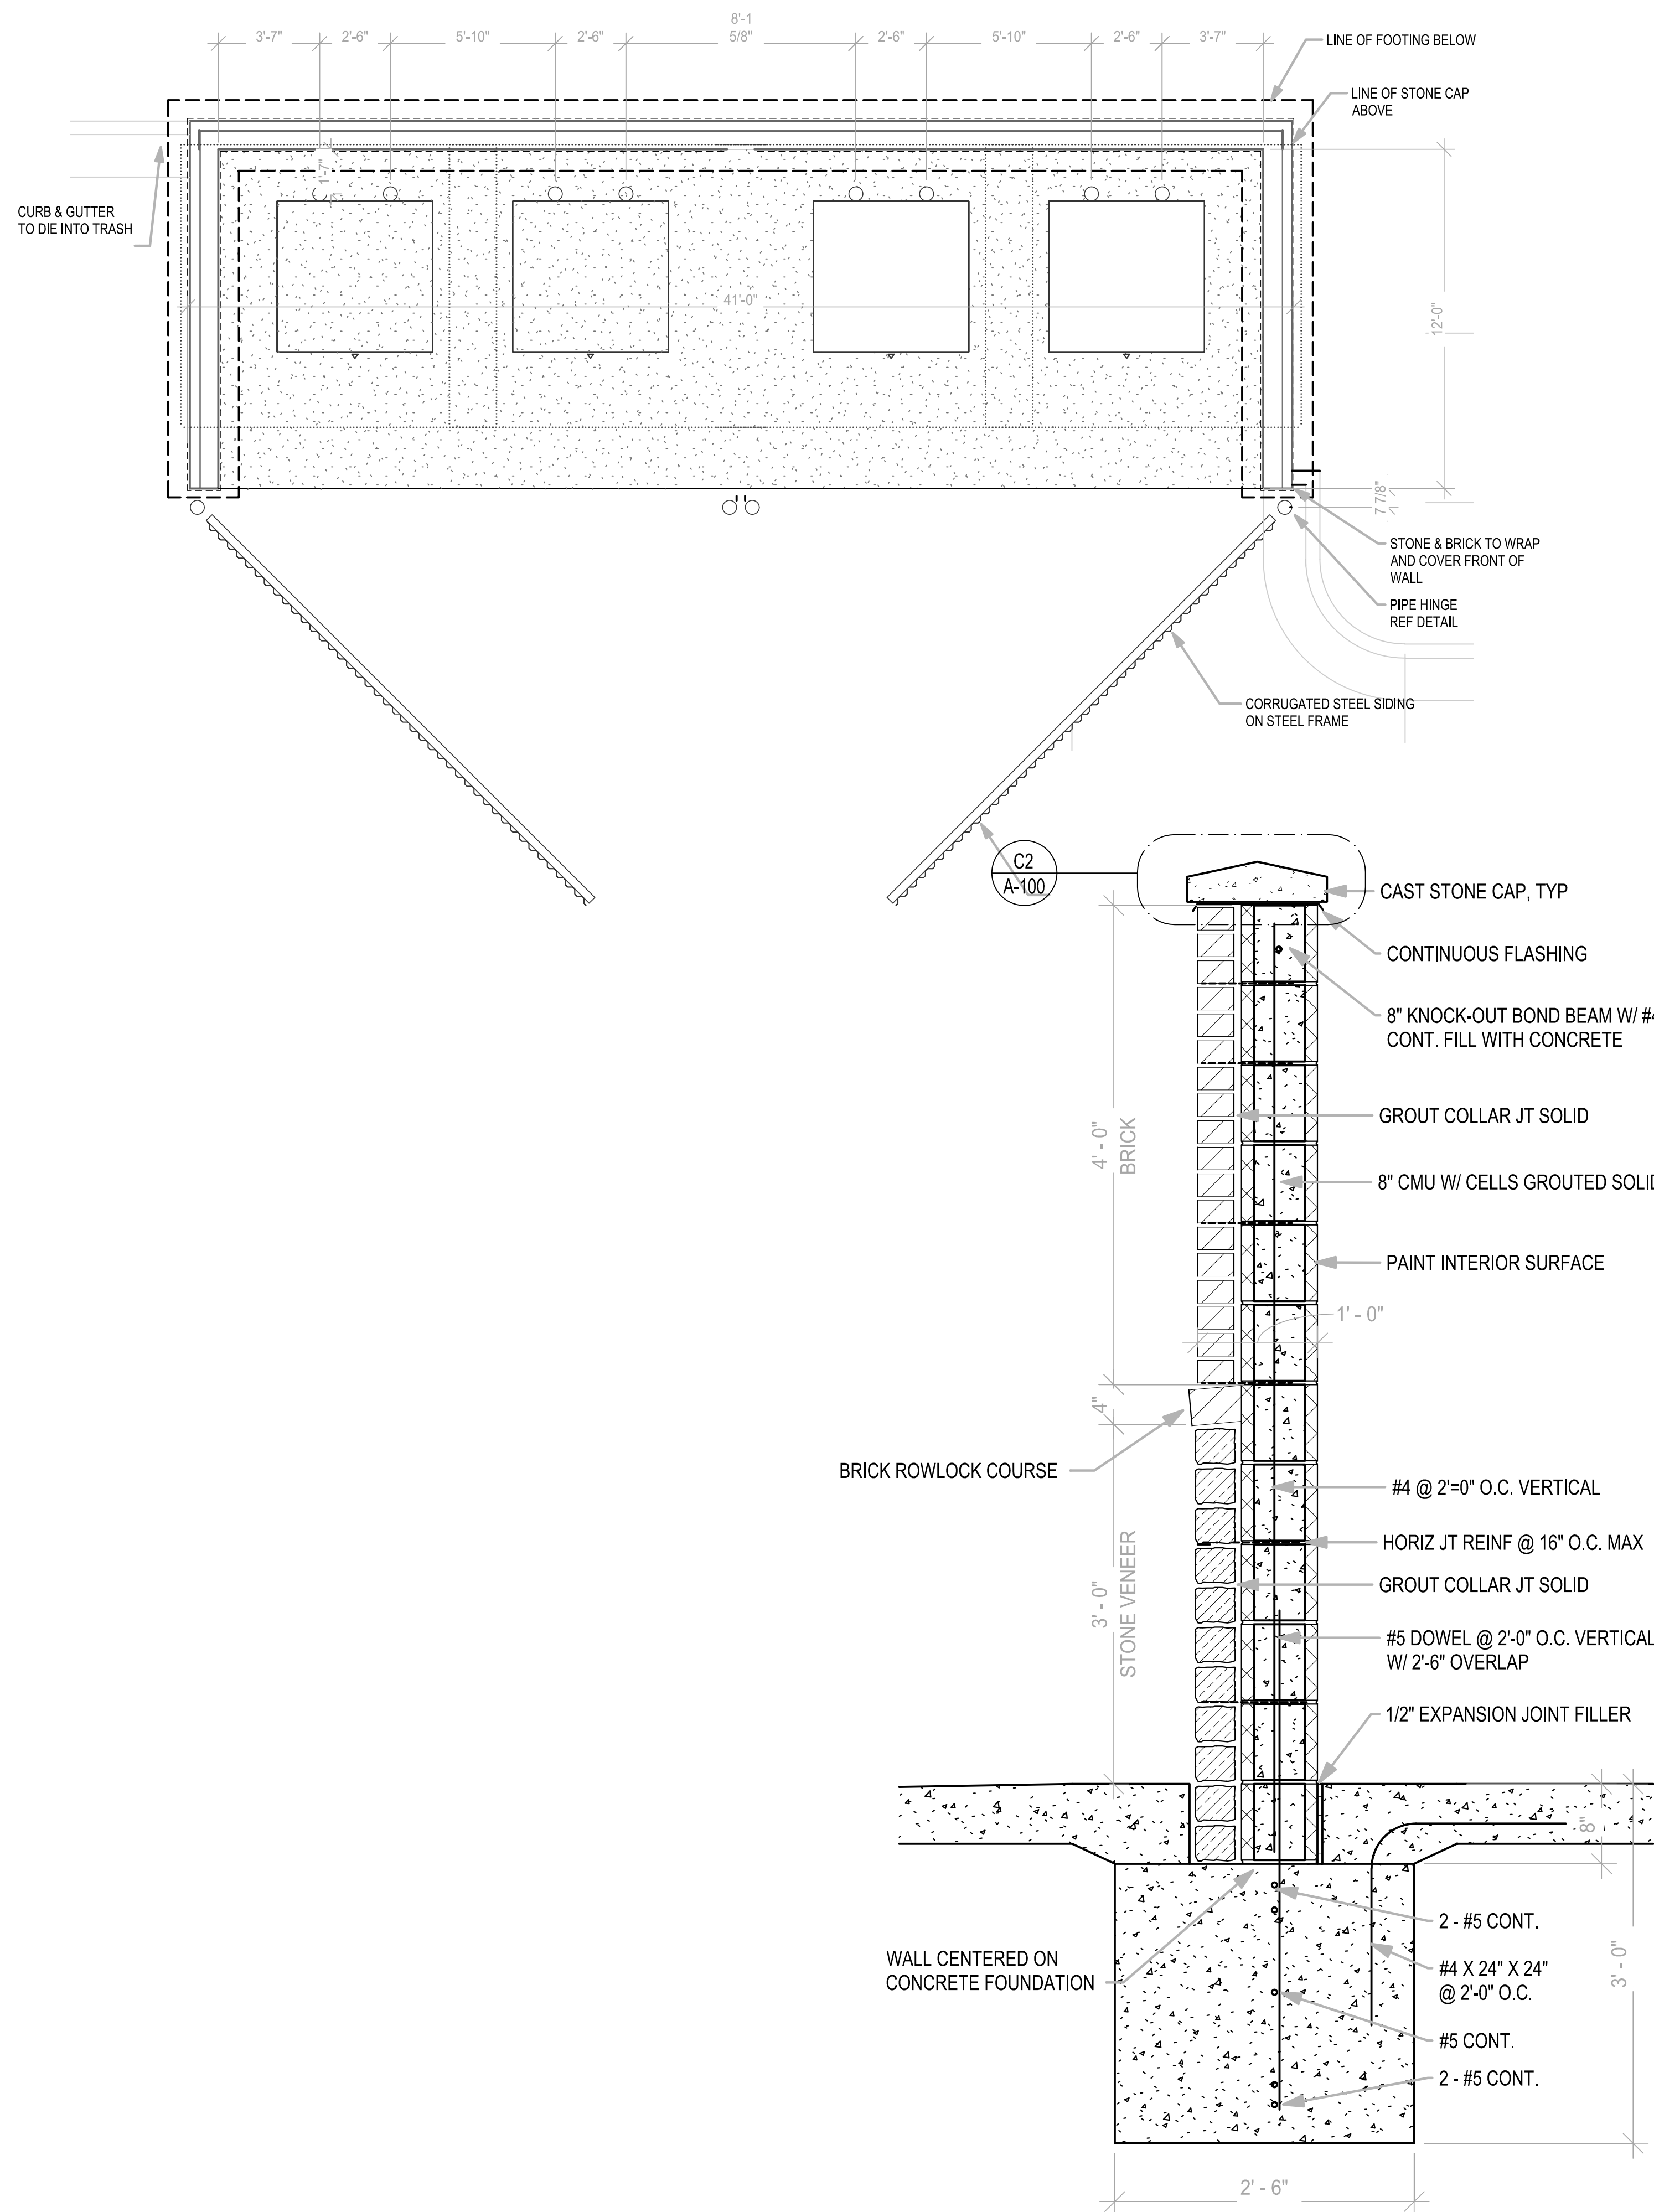 3'-7"
2'-6"
5'-10"
2'-6"
8'-1
5/8"
2'-6"
5'-10"
2'-6"
3'-7"
LINE OF FOOTING BELOW
LINE OF STONE CAP
ABOVE
CURB & GUTTER
TO DIE INTO TRASH
1'-7"
41'-0"
12'-0"
7 7/8"
STONE & BRICK TO WRAP
AND COVER FRONT OF
WALL
PIPE HINGE
REF DETAIL
CORRUGATED STEEL SIDING
ON STEEL FRAME
C2
A-100
CAST STONE CAP, TYP
CONTINUOUS FLASHING
8" KNOCK-OUT BOND BEAM W/ #4
CONT. FILL WITH CONCRETE
GROUT COLLAR JT SOLID
4' - 0"
BRICK
8" CMU W/ CELLS GROUTED SOLID
PAINT INTERIOR SURFACE
1' - 0"
4"
BRICK ROWLOCK COURSE
#4 @ 2'=0" O.C. VERTICAL
HORIZ JT REINF @ 16" O.C. MAX
3' - 0"
STONE VENEER
GROUT COLLAR JT SOLID
#5 DOWEL @ 2'-0" O.C. VERTICAL
W/ 2'-6" OVERLAP
1/2" EXPANSION JOINT FILLER
8"
2 - #5 CONT.
WALL CENTERED ON
CONCRETE FOUNDATION
#4 X 24" X 24"
@ 2'-0" O.C.
3' - 0"
#5 CONT.
2 - #5 CONT.
2' - 6"